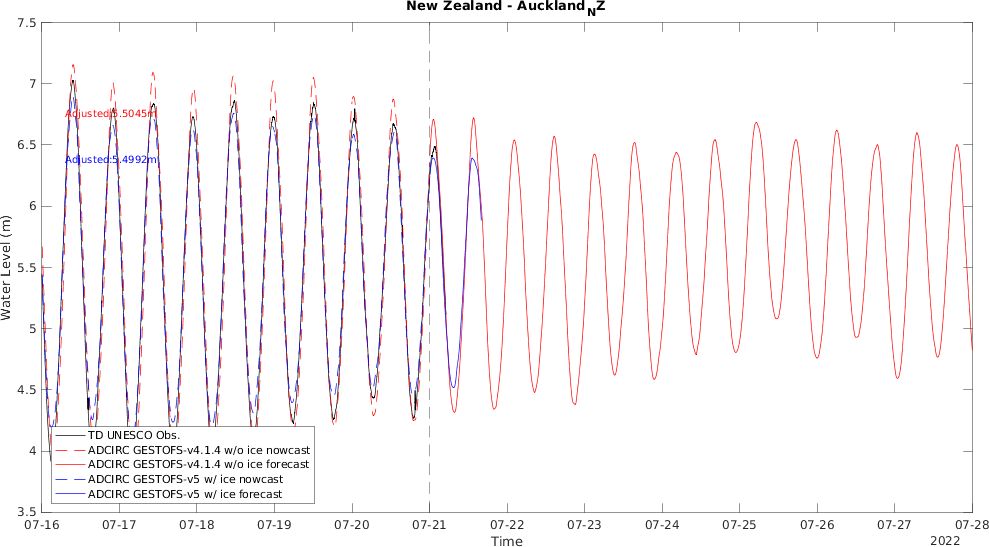 New Zealand - Auckland_NZ
7.5
7
6.5
6
5.5
5
4.5
4
3.5
Water Level (m)
Adjusted:5.5045m
Adjusted:5.4992m
TD UNESCO Obs.
ADCIRC GESTOFS-v4.1.4 w/o ice nowcast
ADCIRC GESTOFS-v4.1.4 w/o ice forecast
ADCIRC GESTOFS-v5 w/ ice nowcast
ADCIRC GESTOFS-v5 w/ ice forecast
07-16 07-17 07-18 07-19 07-20 07-21 07-22 07-23 07-24 07-25 07-26 07-27 07-28
Time
2022